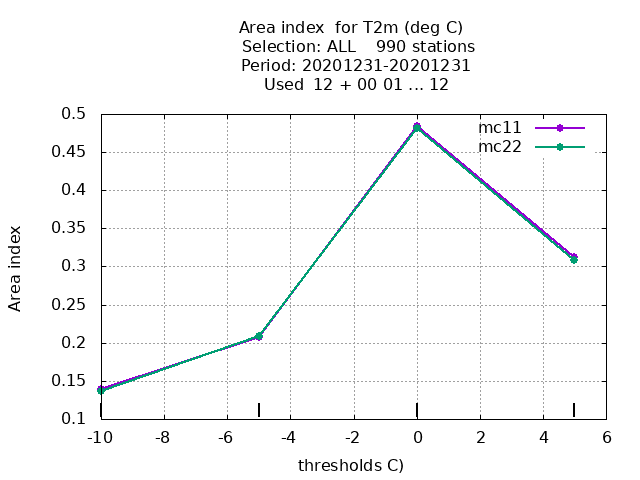 Area index  for T2m (deg C)
Selection: ALL    990 stations
Period: 20201231-20201231
Used  12 + 00 01 ... 12
mc11
mc22
Area index
0.5
0.45
0.4
0.35
0.3
0.25
0.2
0.15
0.1
-10
-8
-6
-4
-2
0
2
4
6
thresholds C)